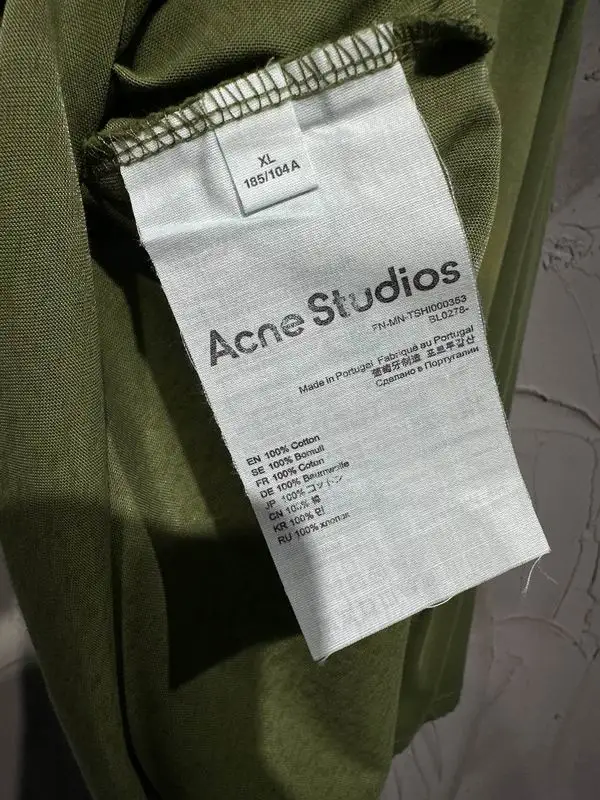 XL
185/104A
Acne Studios
FN-MN-TSHI000353
BL0278-
Made in Portugal Fabriqué au Portugal
葡萄牙制造 포르투갈산
Сделано в Португалии
EN 100% Cotton
SE 100% Bomull
FR 100% Coton
DE 100% Baumwolle
JP 100% コットン
CN 100% 棉
KR 100% 면
RU 100% хлопок